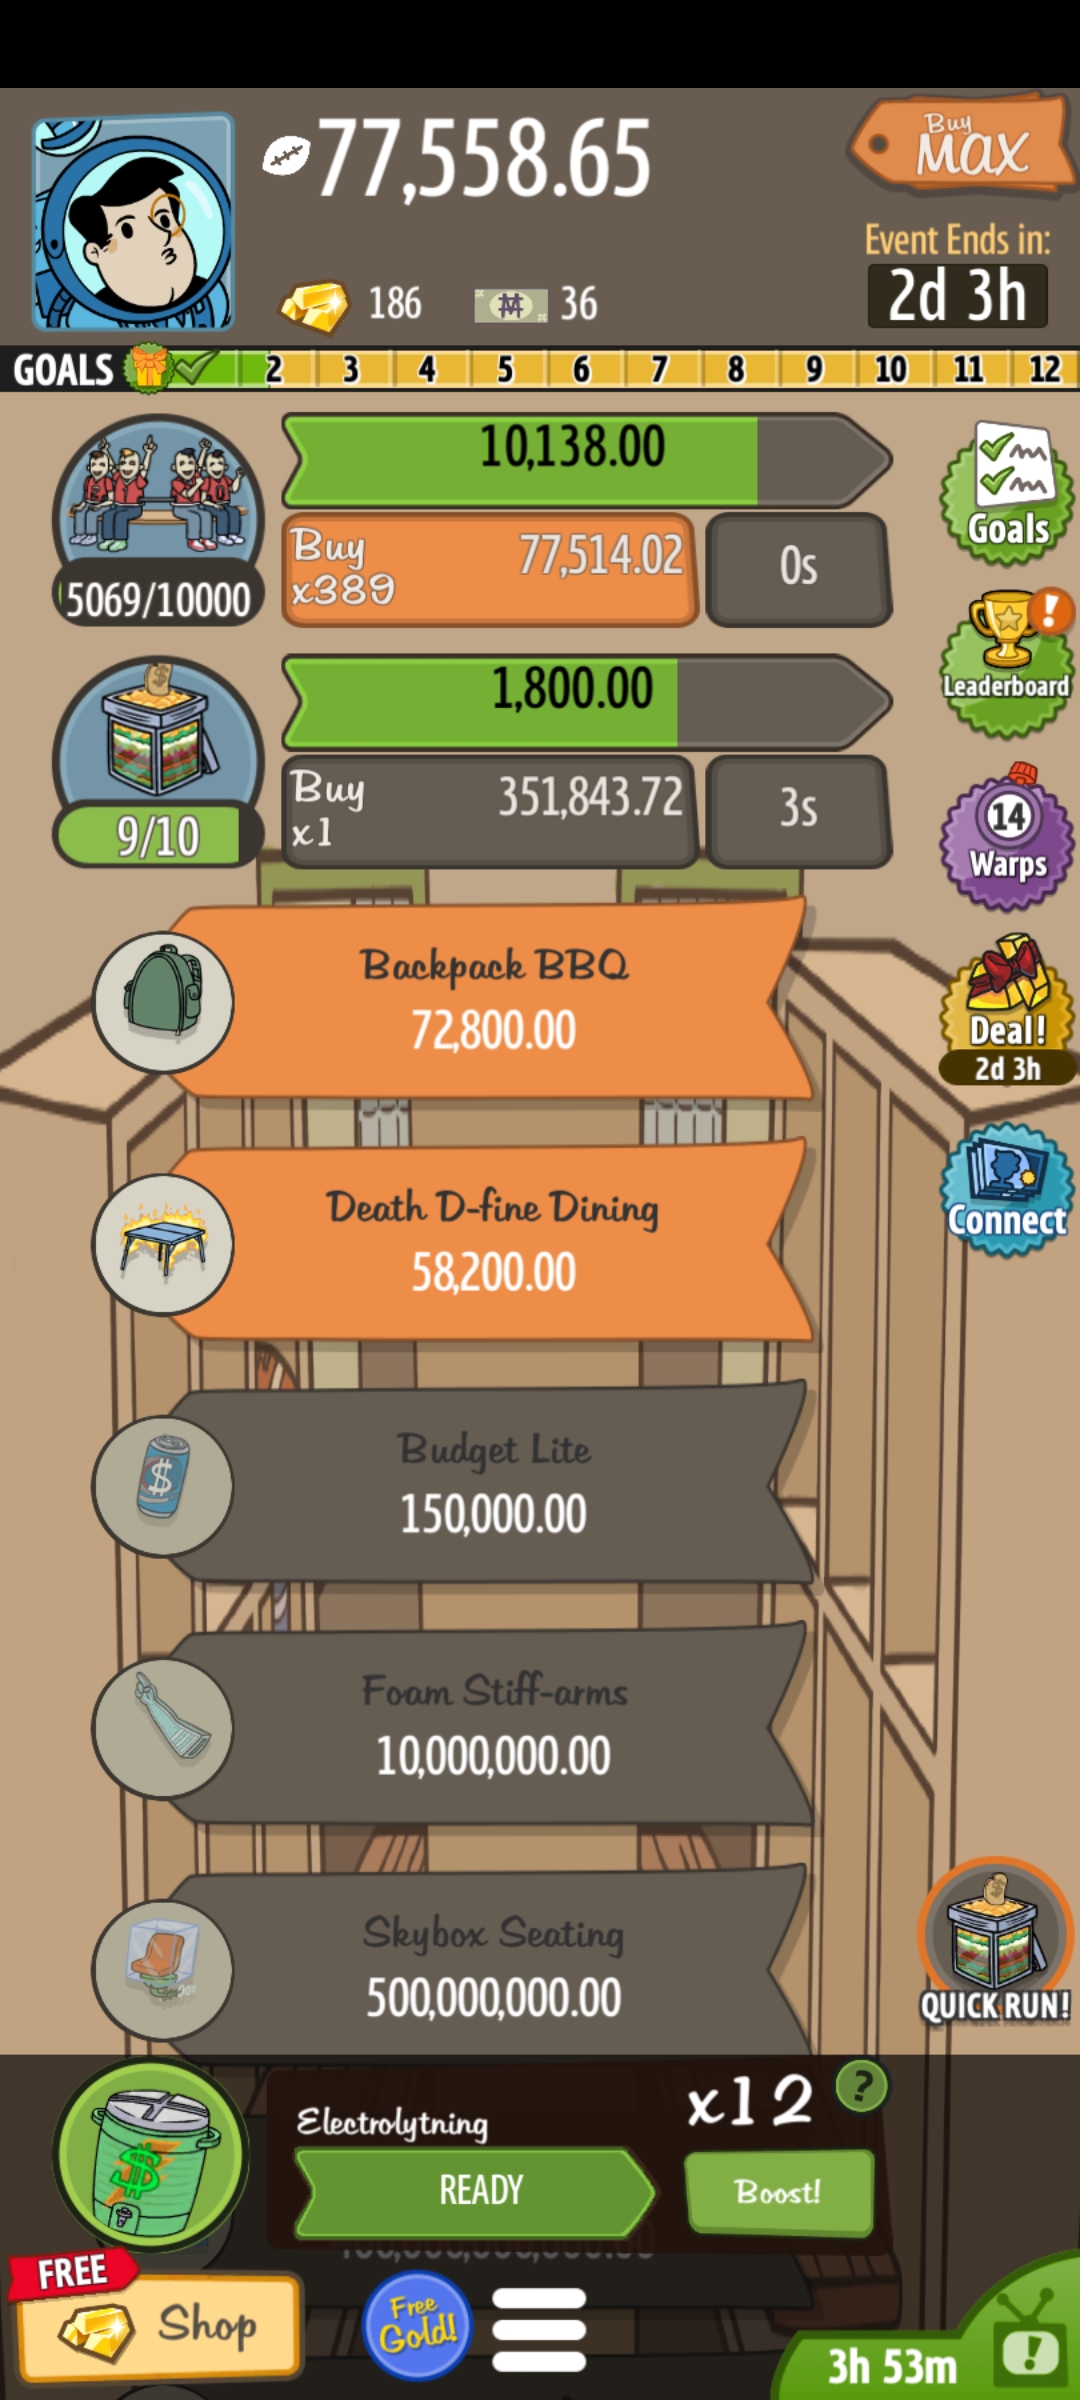 77,558.65
Buy
MAX
Event Ends in:
2d 3h
186
36
GOALS 2 3 4 5 6 7 8 9 10 11 12
10,138.00
Buy
x389
77,514.02
0s
5069/10000
Goals
Leaderboard
1,800.00
Buy
x1
351,843.72
3s
9/10
14
Warps
Backpack BBQ
72,800.00
Deal!
2d 3h
Death D-fine Dining
58,200.00
Connect
Budget Lite
150,000.00
Foam Stiff-arms
10,000,000.00
Skybox Seating
500,000,000.00
QUICK RUN!
Electrolytning
x12
?
READY
Boost!
FREE
Shop
Free
Gold!
3h 53m